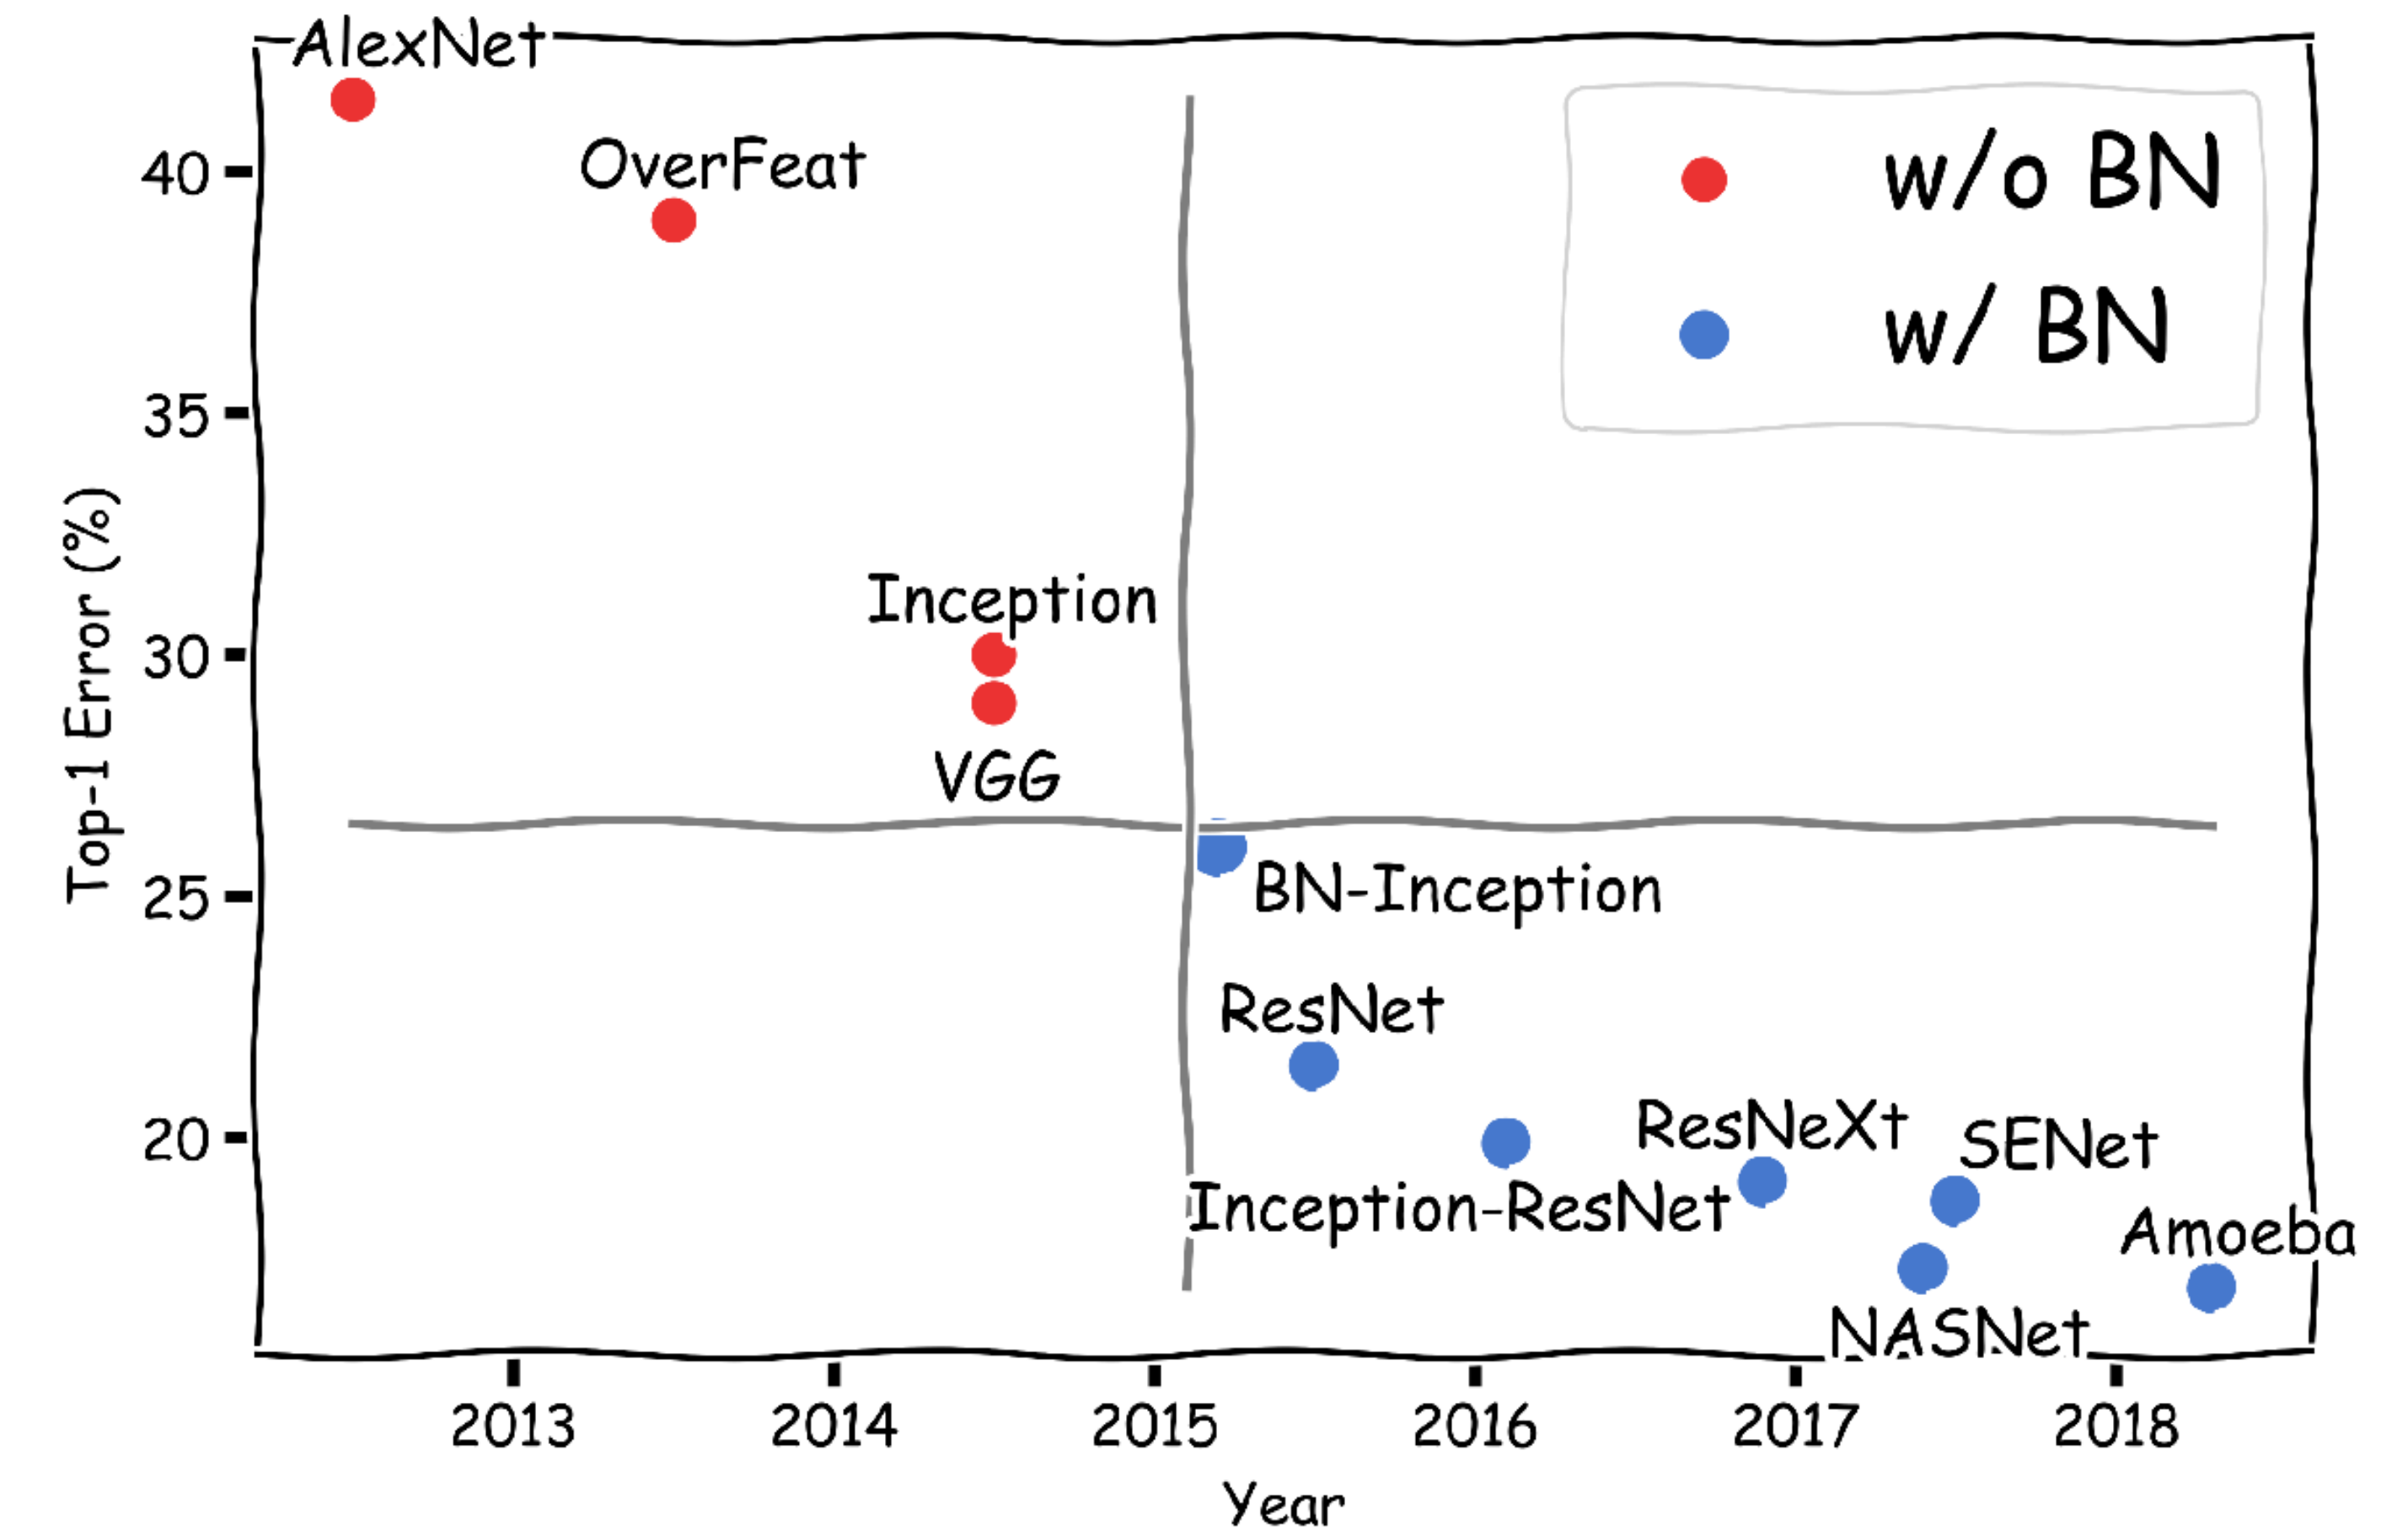 AlexNet
OverFeat
w/o BN
w/ BN
40
35
30
25
20
Top-1 Error (%)
Inception
VGG
BN-Inception
ResNet
ResNeXt
SENet
Inception-ResNet
Amoeba
NASNet
2013
2014
2015
2016
2017
2018
Year